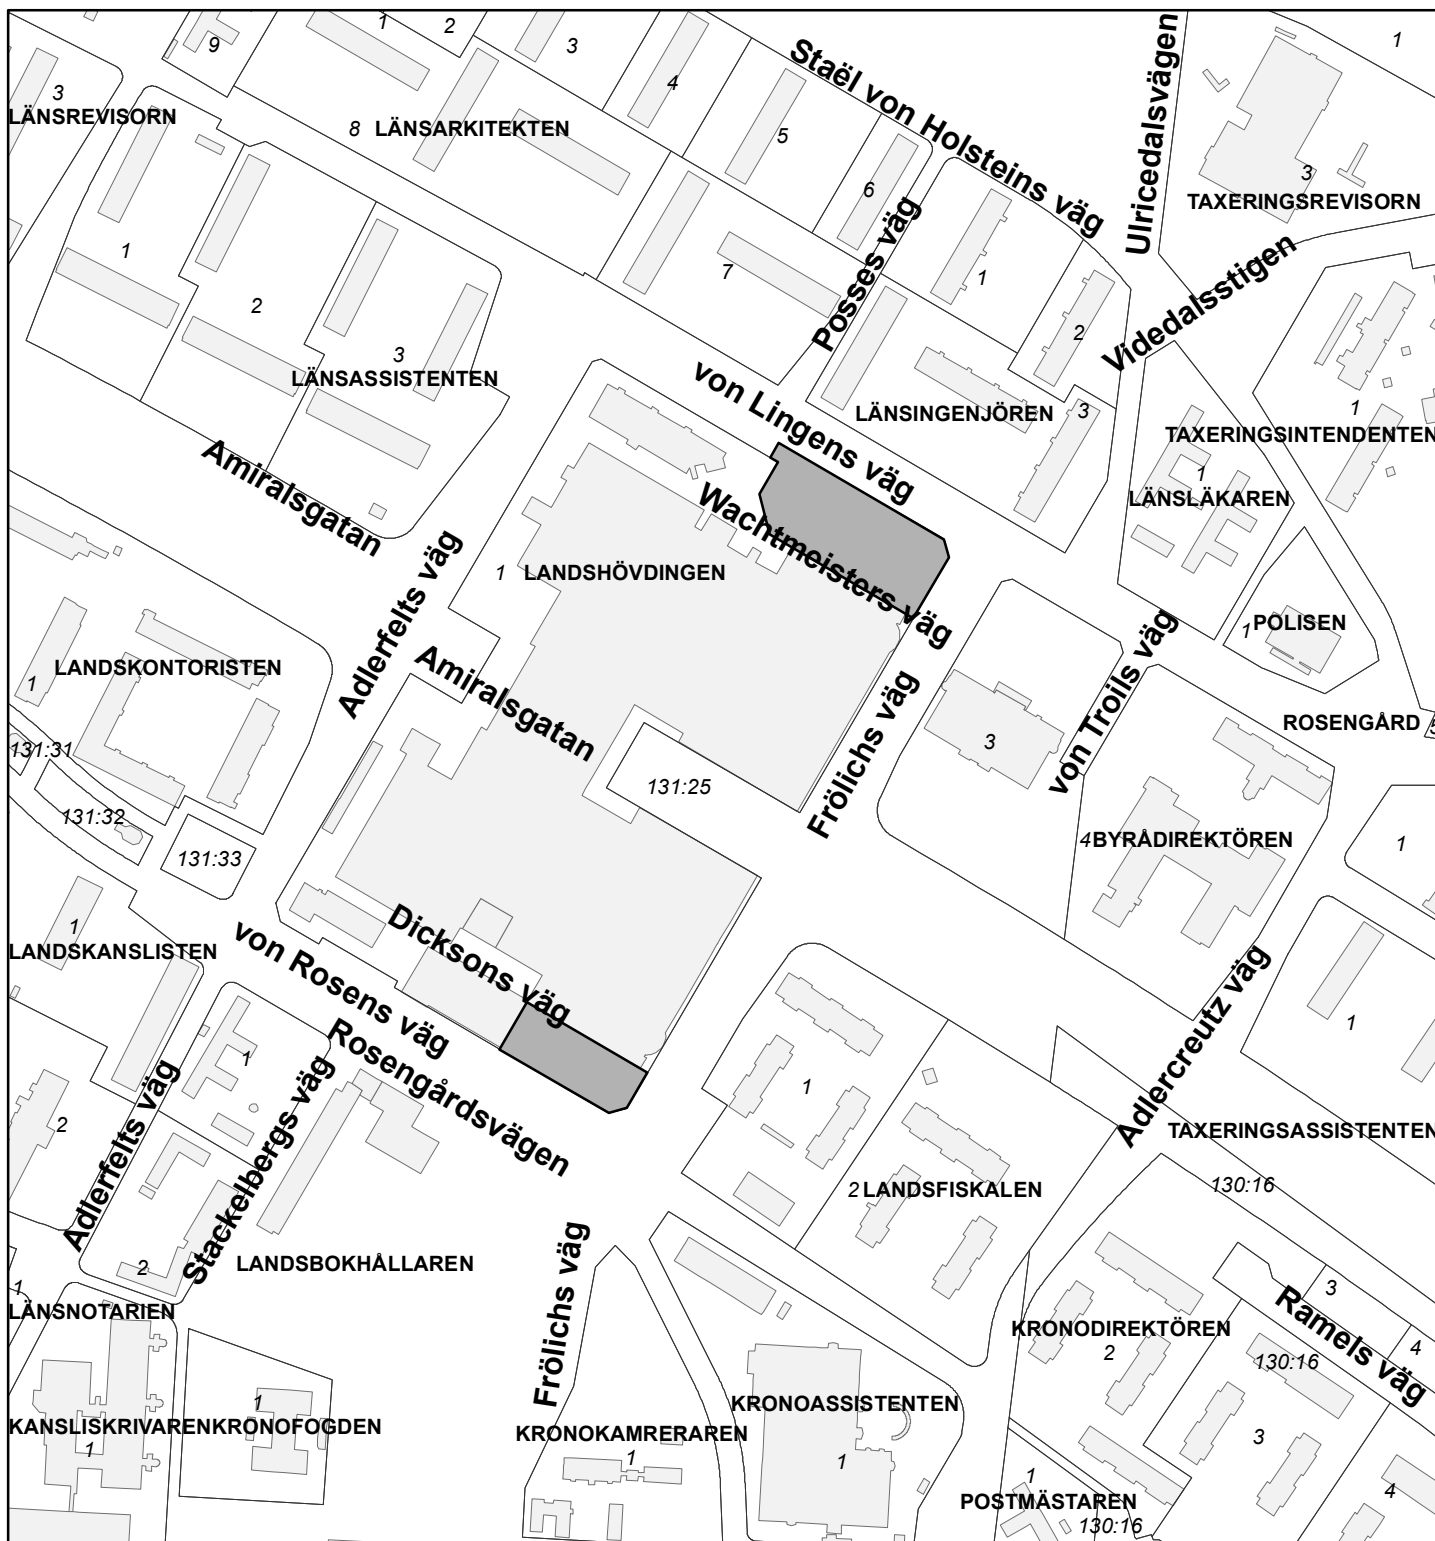 9
1
2
3
4
5
6
3
LÄNSREVISORN
8 LÄNSARKITEKTEN
Staël von Holsteins väg
Ulricedalsvägen
1
3
TAXERINGSREVISORN
1
2
3
LÄNSASSISTENTEN
7
Posses väg
1
2
Videdalsstigen
von Lingens väg
LÄNSINGENJÖREN
3
1
TAXERINGSINTENDENTEN
1
LÄNSLÄKAREN
Amiralsgatan
Adlerfelts väg
1 LANDSHÖVDINGEN
Wachtmeisters väg
1
POLISEN
LANDSKONTORISTEN
1
Amiralsgatan
Frölichs väg
von Troils väg
ROSENGÅRD 5
131:31
131:32
131:33
131:25
3
4
BYRÅDIREKTÖREN
1
1
LANDSKANSLISTEN
von Rosens väg
Dicksons väg
Rosengårdsvägen
Adlercreutz väg
1
TAXERINGSASSISTENTEN
1
2
Adlerfelts väg
Stackelbergs väg
2
1
2 LANDSFISKALEN
130:16
LANDSBOKHÅLLAREN
1
LÄNSNOTARIEN
Frölichs väg
KRONODIREKTÖREN
2
3
4
Ramels väg
130:16
KANSLISKRIVAREN
1
KRONOFOGDEN
1
KRONOKAMRERAREN
1
KRONOASSISTENTEN
1
3
4
1
POSTMÄSTAREN
130:16